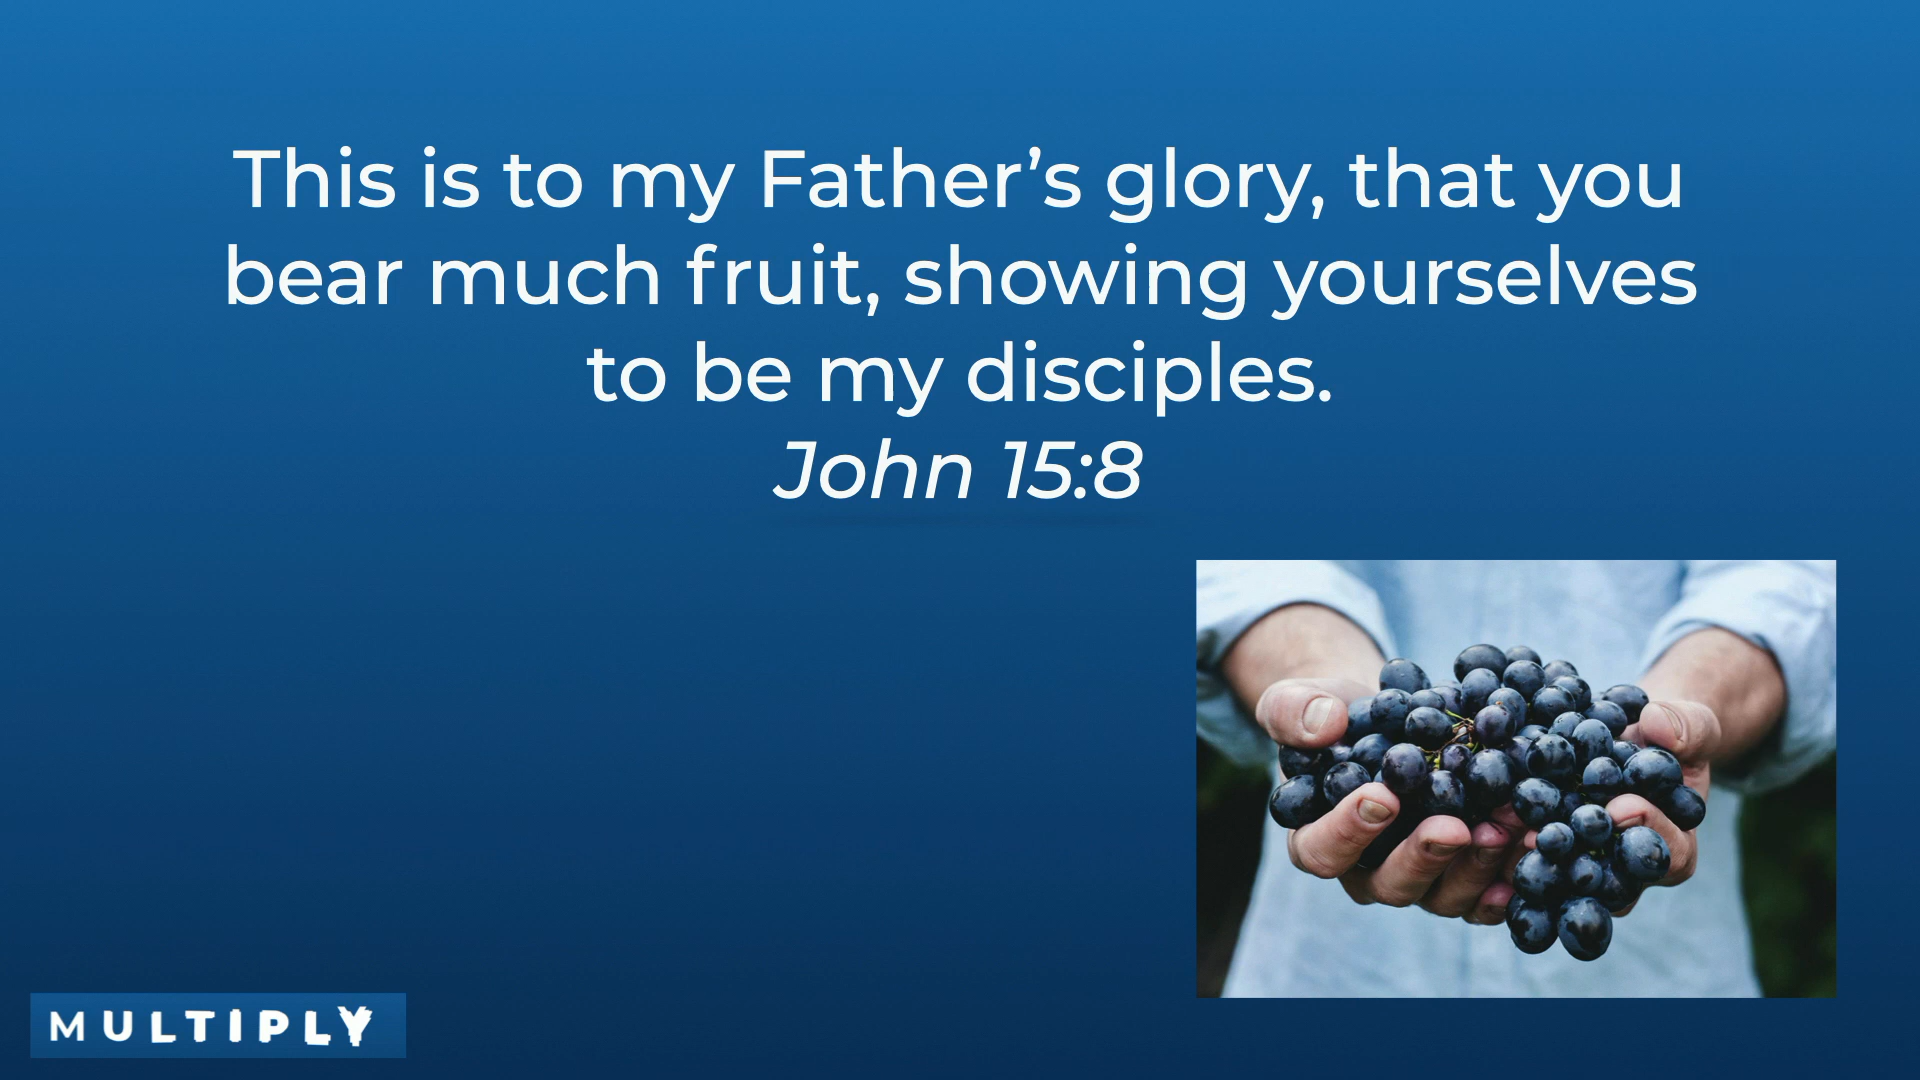 This is to my Father’s glory, that you
bear much fruit, showing yourselves
to be my disciples.
John 15:8
MULTIPLY